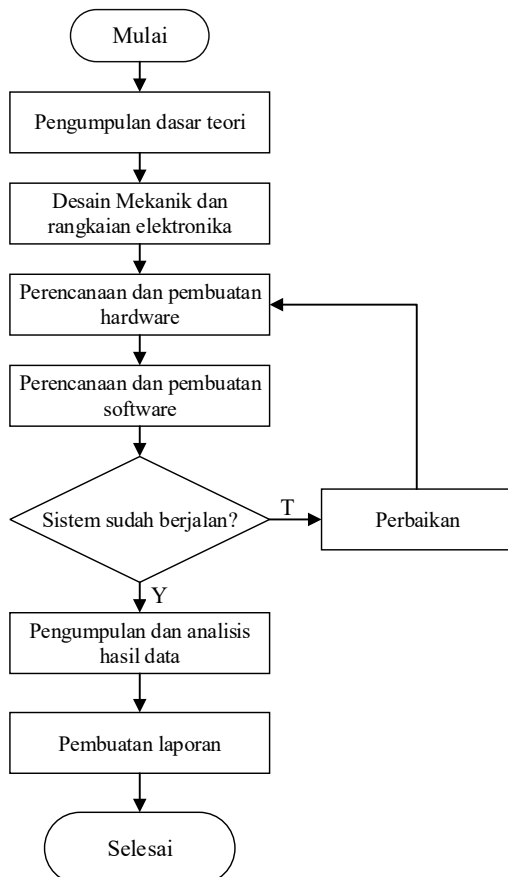 Mulai
Pengumpulan dasar teori
Desain Mekanik dan
rangkaian elektronika
Perencanaan dan pembuatan
hardware
Perencanaan dan pembuatan
software
Sistem sudah berjalan?
T
Perbaikan
Y
Pengumpulan dan analisis
hasil data
Pembuatan laporan
Selesai